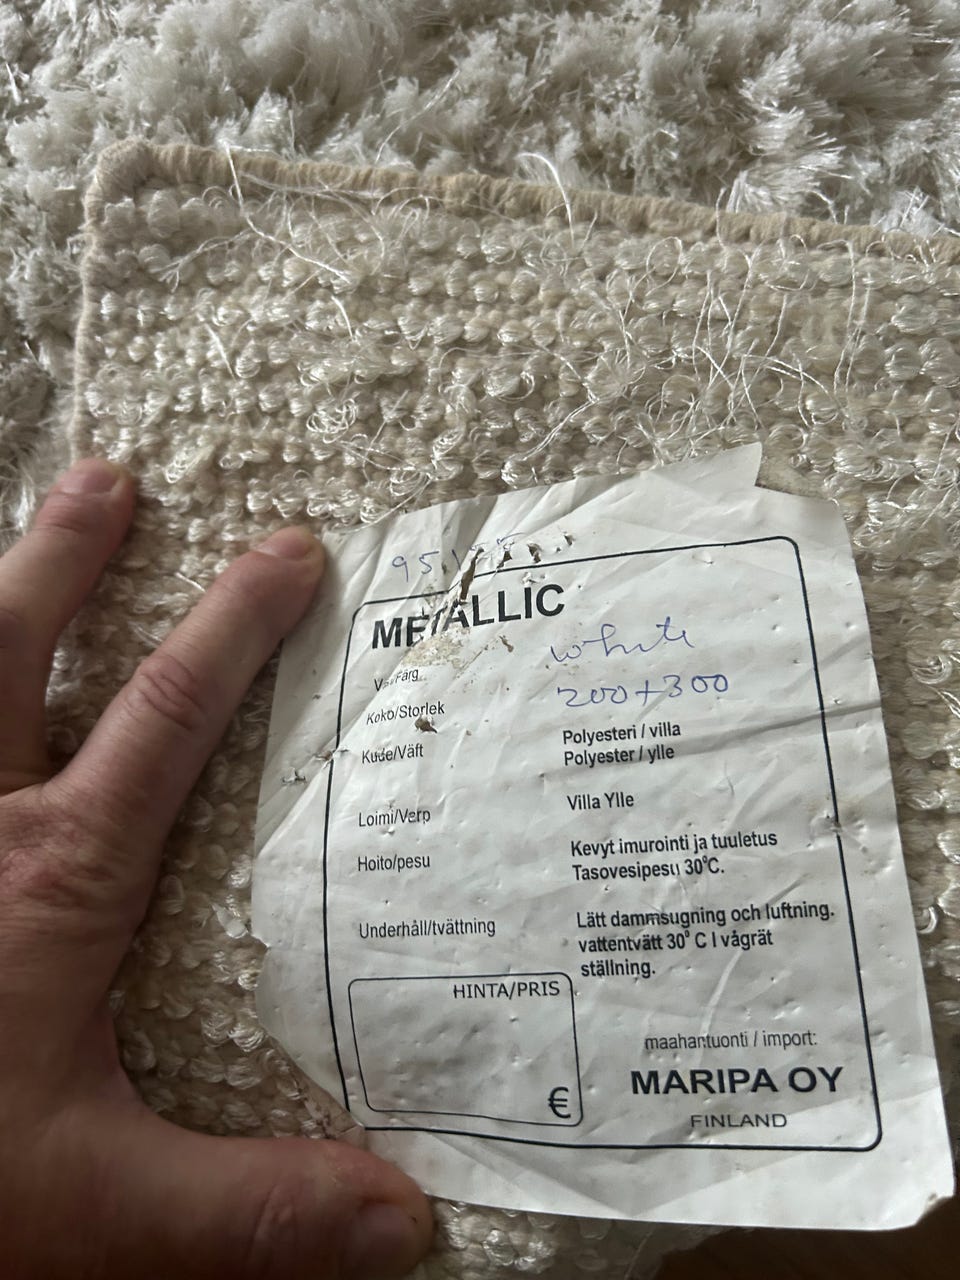 METALLIC
Färg white
Koko/Storlek 200+300
Kude/Väft Polyesteri / villa
Polyester / ylle
Loimi/Verp Villa Ylle
Hoito/pesu Kevyt imurointi ja tuuletus
Tasovesipesu 30°C.
Underhåll/tvättning Lätt dammsugning och luftning.
vattentvätt 30° C I vågrät
ställning.
HINTA/PRIS
€
maahantuonti / import:
MARIPA OY
FINLAND